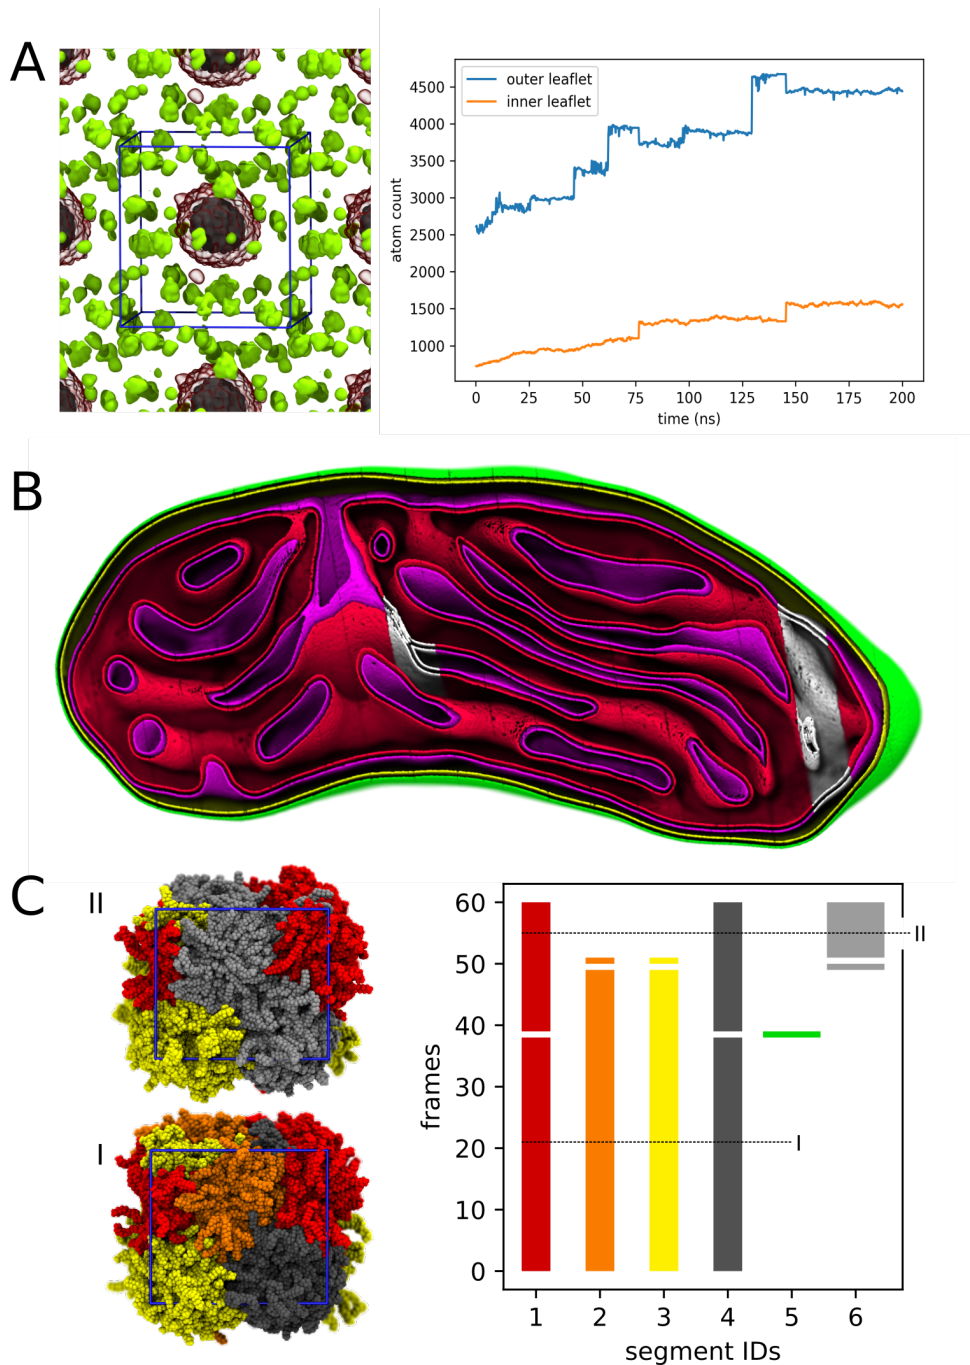 A
outer leaflet
inner leaflet
4500
4000
3500
3000
2500
2000
1500
1000
atom count
0
25
50
75
100
125
150
175
200
time (ns)
B
C
II
I
60
50
40
30
20
10
0
frames
II
I
1
2
3
4
5
6
segment IDs